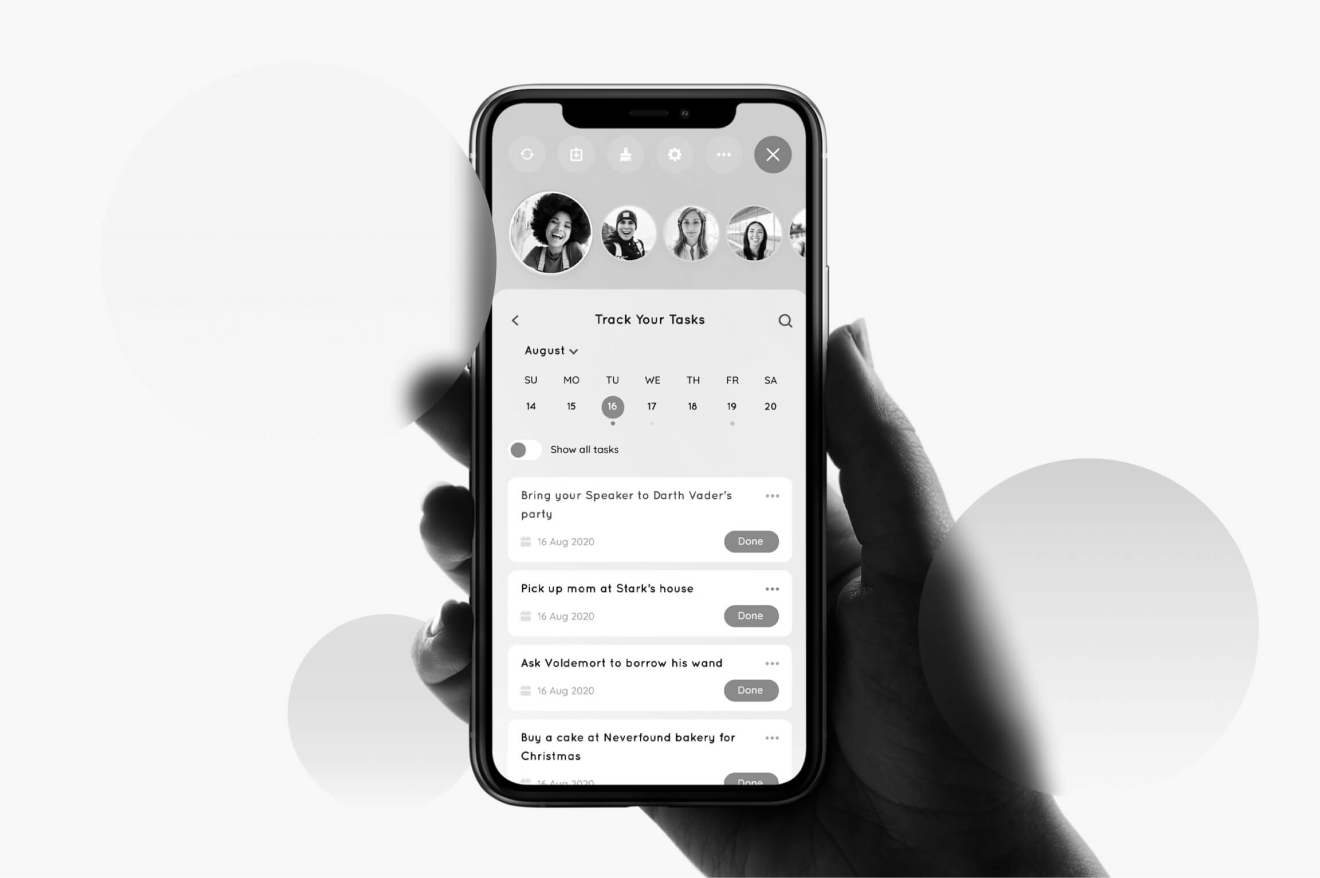 Track Your Tasks
August
SU MO TU WE TH FR SA
14 15 16 17 18 19 20
Show all tasks
Bring your Speaker to Darth Vader's
party
16 Aug 2020 Done
Pick up mom at Stark's house
16 Aug 2020 Done
Ask Voldemort to borrow his wand
16 Aug 2020 Done
Buy a cake at Neverfound bakery for
Christmas
16 Aug 2020 Done